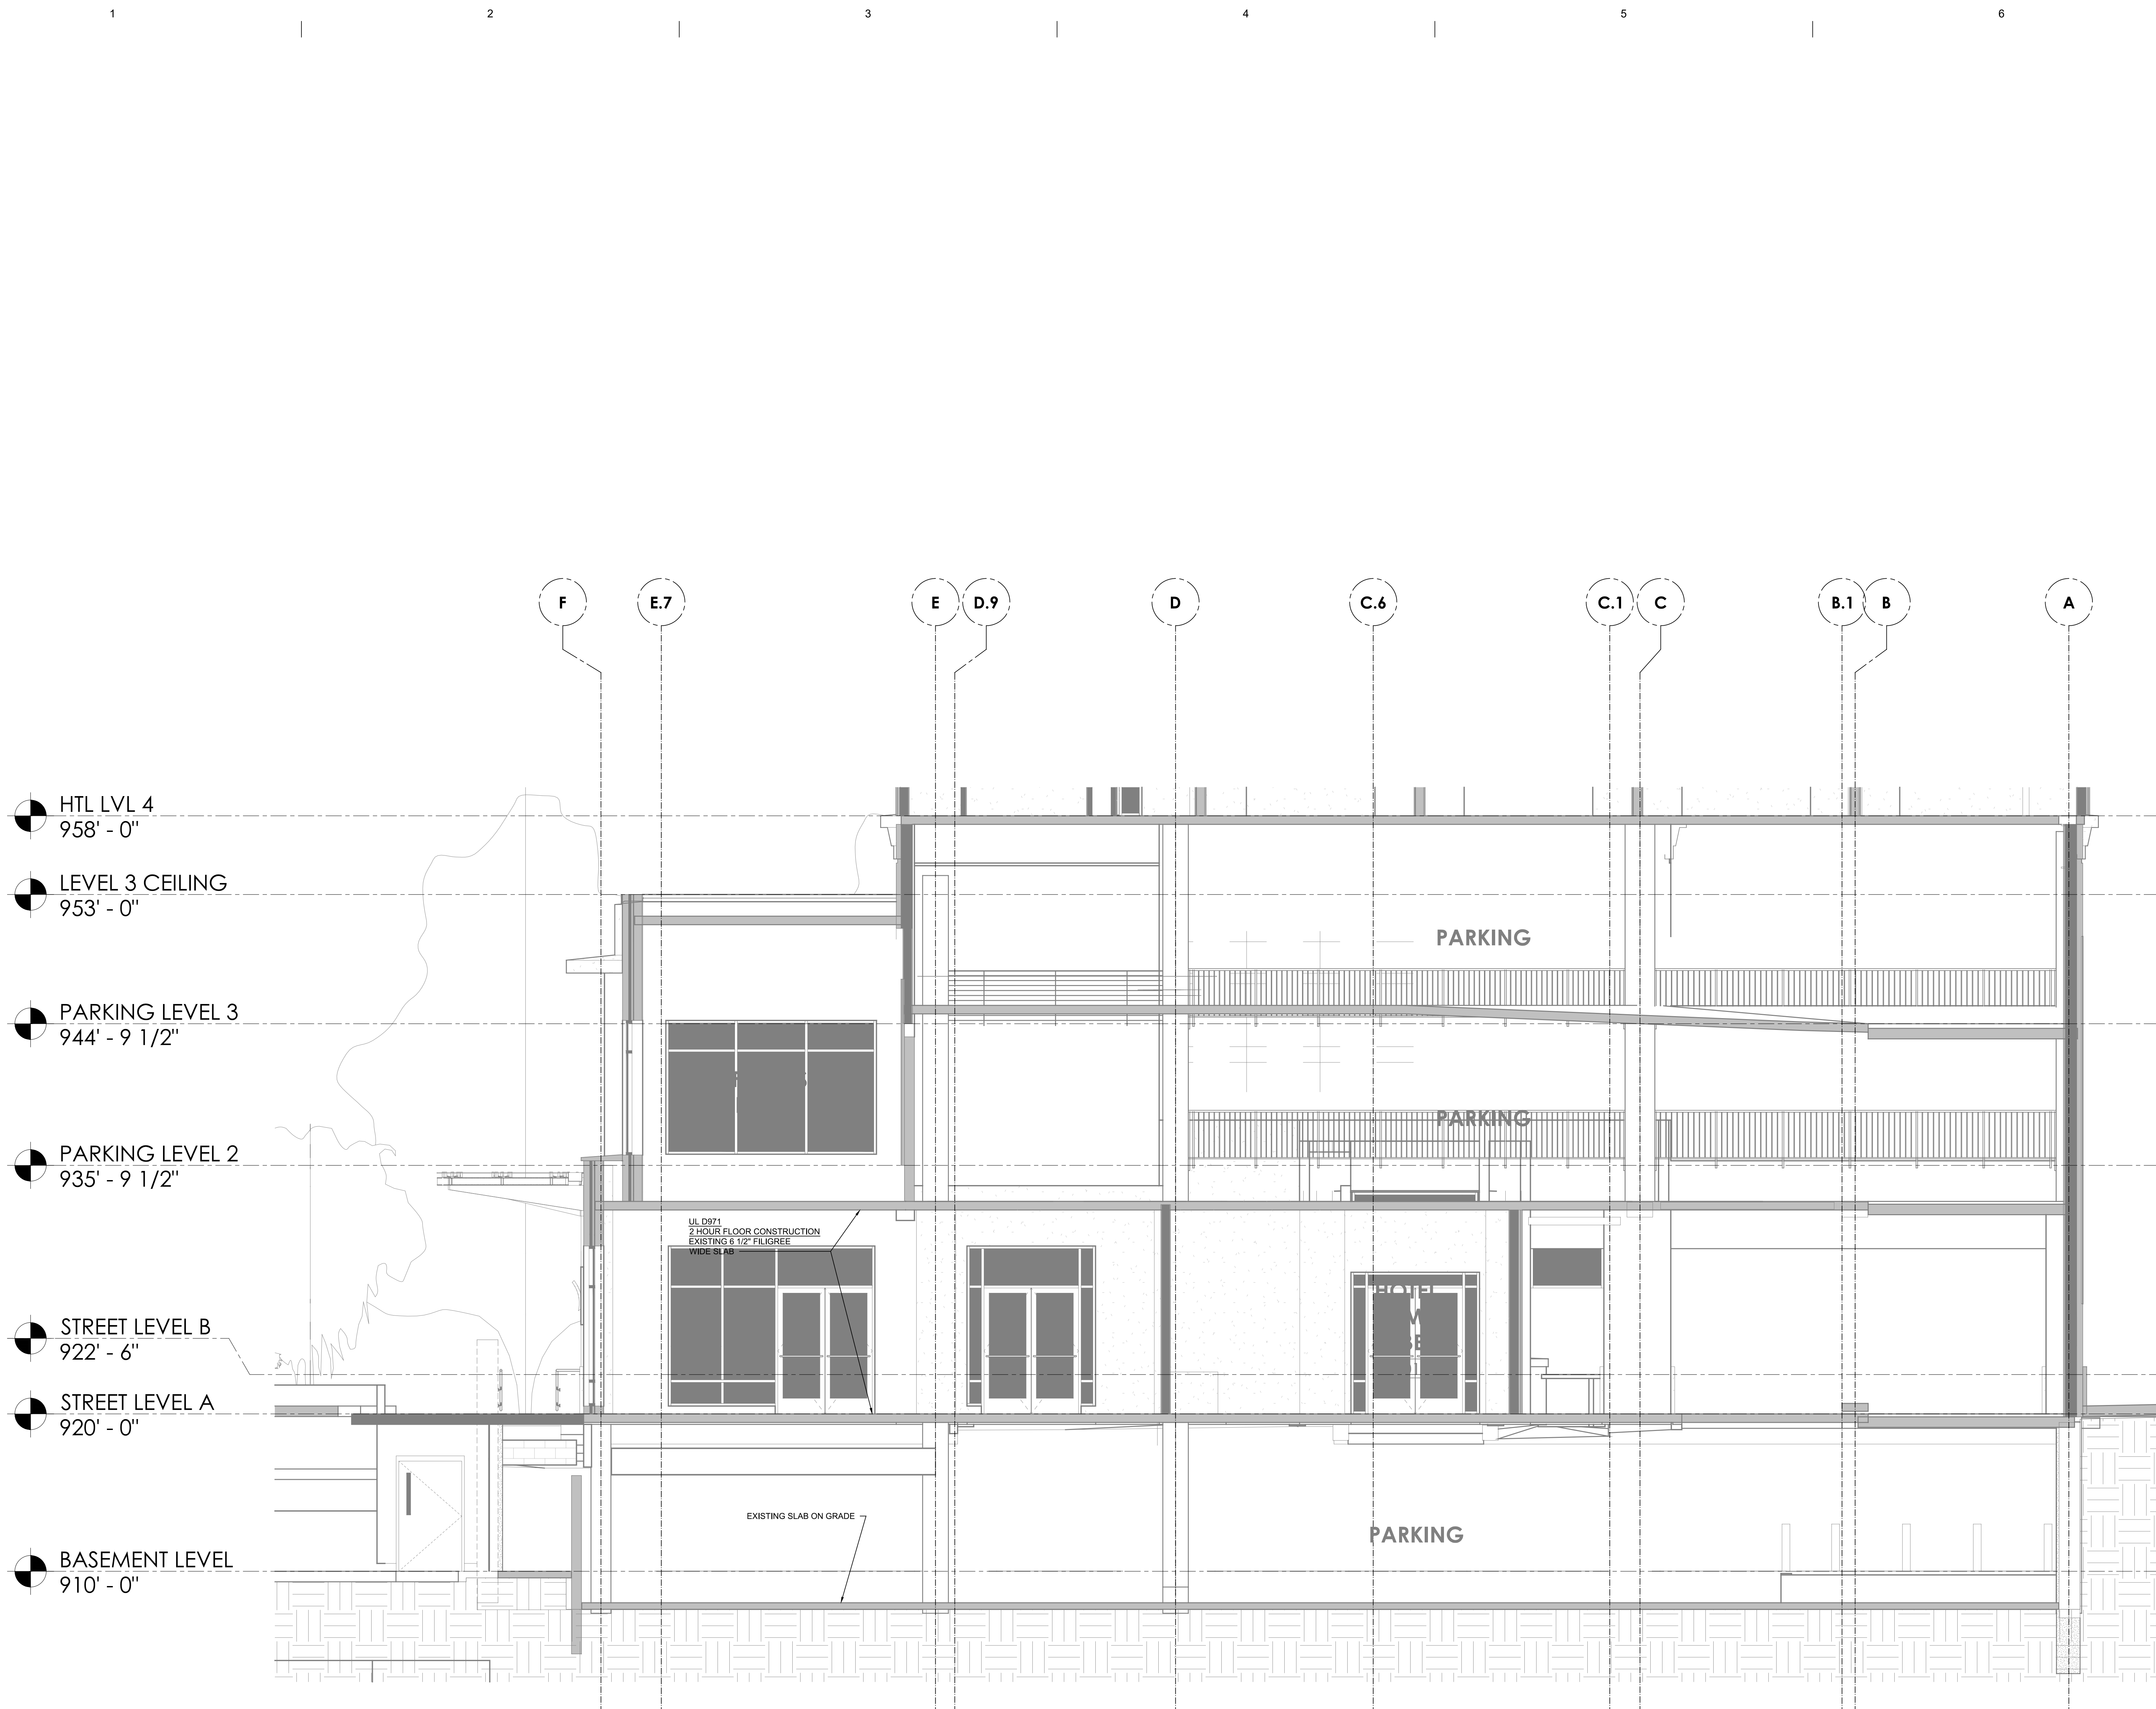 1 2 3 4 5 6
F E.7 E D.9 D C.6 C.1 C B.1 B A
HTL LVL 4
958' - 0"
LEVEL 3 CEILING
953' - 0"
PARKING
PARKING LEVEL 3
944' - 9 1/2"
PARKING
PARKING LEVEL 2
935' - 9 1/2"
UL D971
2 HOUR FLOOR CONSTRUCTION
EXISTING 6 1/2" FILIGREE
WIDE SLAB
HOTEL
STREET LEVEL B
922' - 6"
STREET LEVEL A
920' - 0"
EXISTING SLAB ON GRADE
PARKING
BASEMENT LEVEL
910' - 0"